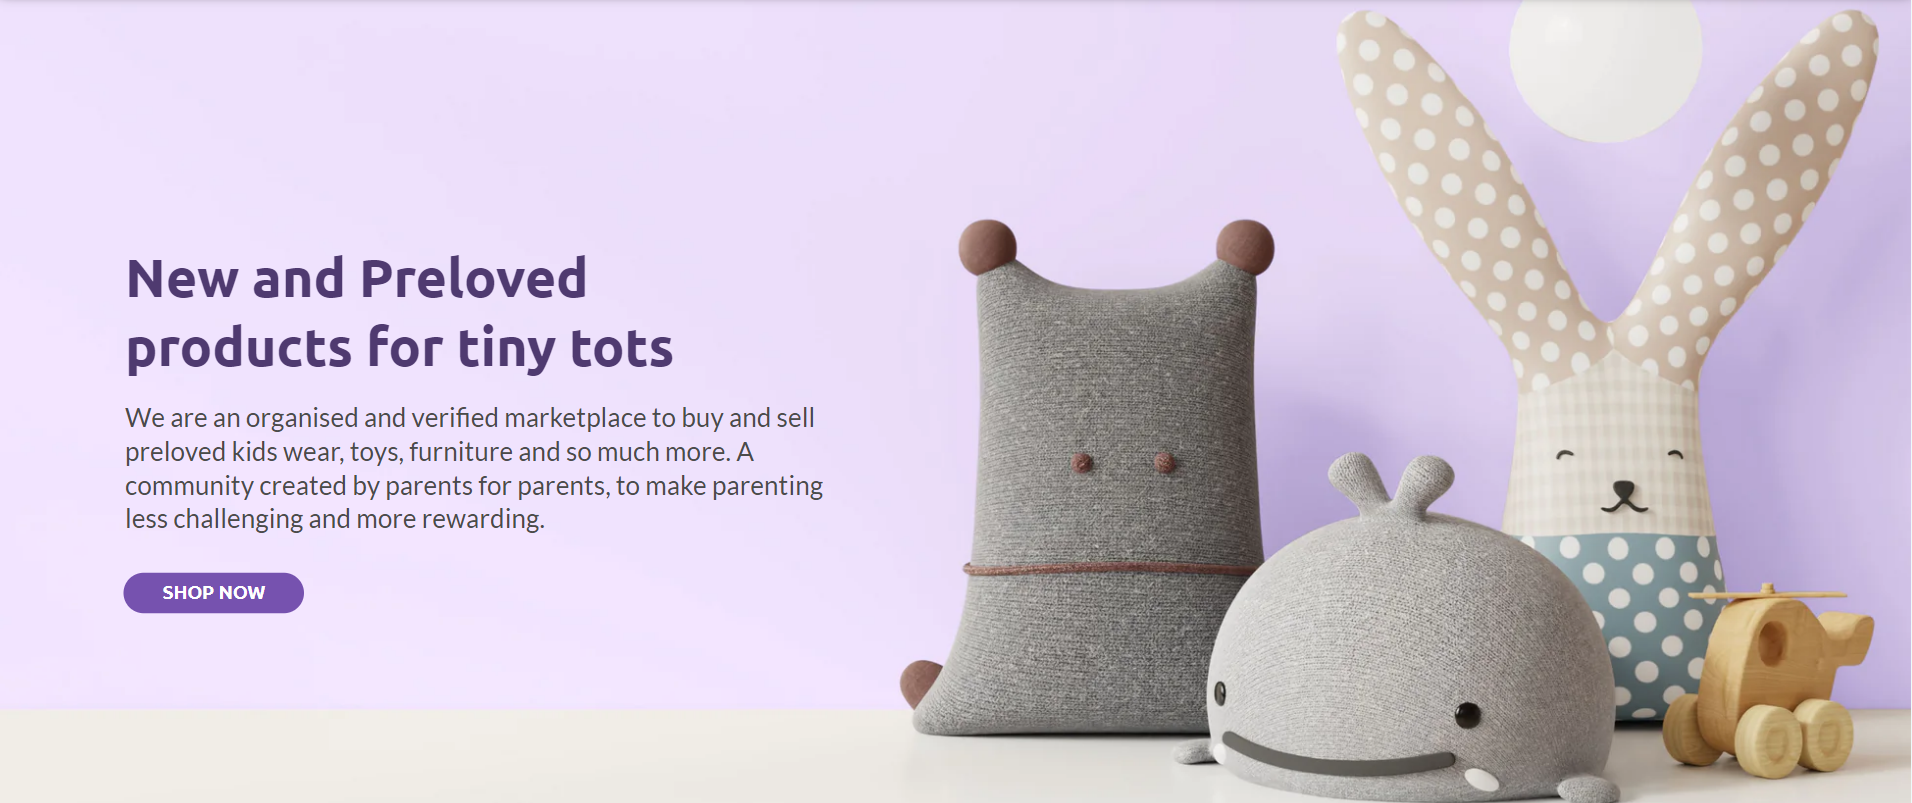 New and Preloved
products for tiny tots
We are an organised and verified marketplace to buy and sell
preloved kids wear, toys, furniture and so much more. A
community created by parents for parents, to make parenting
less challenging and more rewarding.
SHOP NOW